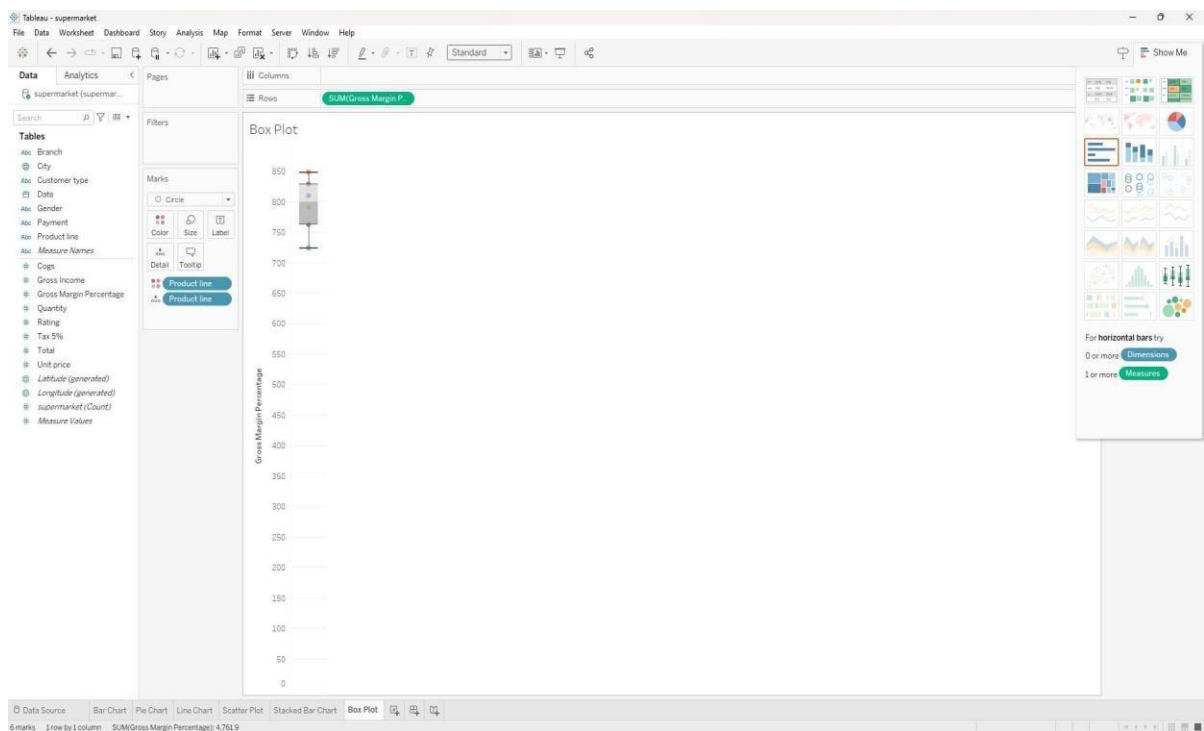 Tableau - supermarket
File Data Worksheet Dashboard Story Analysis Map Format Server Window Help
Standard
Show Me
Data Analytics
supermarket (supermar...
Search
Tables
Abc Branch
City
Abc Customer type
Date
Abc Gender
Abc Payment
Abc Product line
Abc Measure Names
# Cogs
# Gross Income
# Gross Margin Percentage
# Quantity
# Rating
# Tax 5%
# Total
# Unit price
Latitude (generated)
Longitude (generated)
# supermarket (Count)
# Measure Values
Pages
Filters
Marks
Circle
Color Size Label
Detail Tooltip
Product line
Product line
Columns
Rows SUM(Gross Margin P..
Box Plot
850
800
750
700
650
600
550
500
450
400
350
300
250
200
150
100
50
0
Gross Margin Percentage
For horizontal bars try
0 or more Dimensions
1 or more Measures
Data Source Bar Chart Pie Chart Line Chart Scatter Plot Stacked Bar Chart Box Plot
6 marks 1 row by 1 column SUM(Gross Margin Percentage): 4,761.9